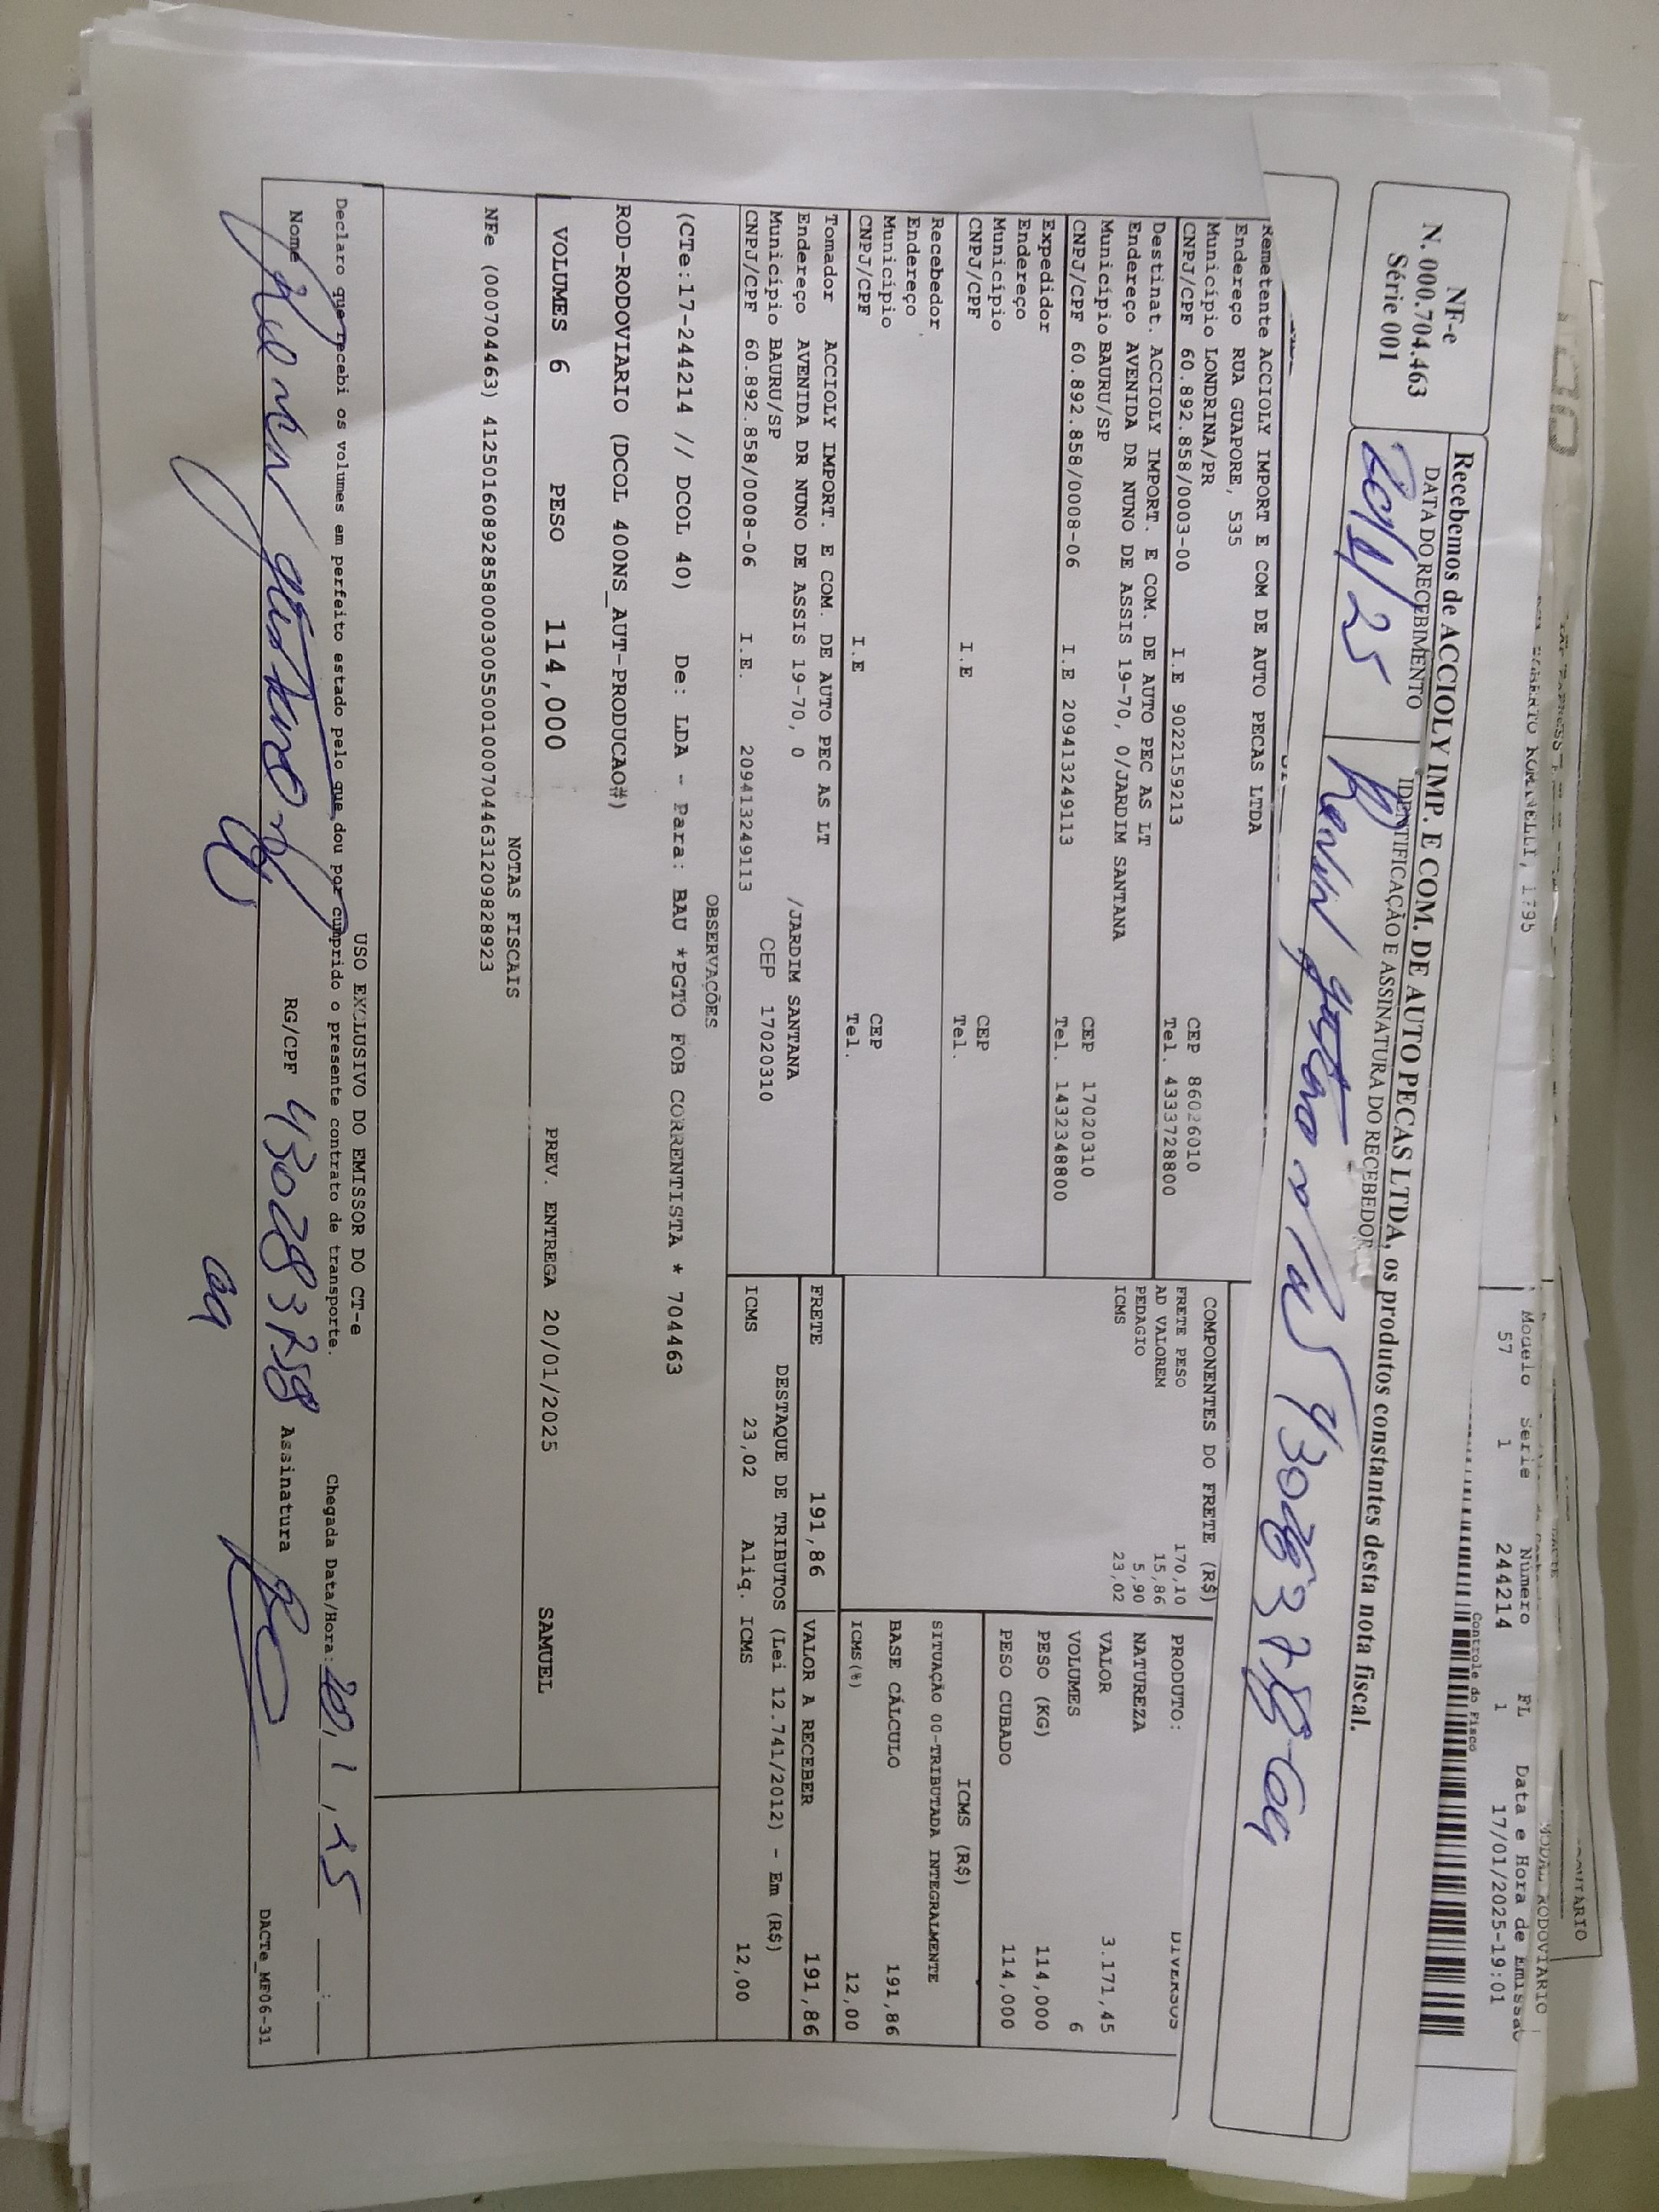 Modelo Série Número FL Data e Hora de Emissão
57 1 244214 1 17/01/2025-19:01
Controle do Fisco
NF-e
N. 000.704.463
Série 001
Recebemos de ACCIOLY IMP. E COM. DE AUTO PECAS LTDA, os produtos constantes desta nota fiscal.
DATA DO RECEBIMENTO
IDENTIFICAÇÃO E ASSINATURA DO RECEBEDOR
Remetente ACCIOLY IMPORT E COM DE AUTO PECAS LTDA
Endereço RUA GUAPORE, 535
Município LONDRINA/PR CEP 86026010
CNPJ/CPF 60.892.858/0003-00 I.E 9022159213 Tel. 4333728800
Destinat. ACCIOLY IMPORT. E COM. DE AUTO PEC AS LT
Endereço AVENIDA DR NUNO DE ASSIS 19-70, 0/JARDIM SANTANA
Município BAURU/SP CEP 17020310
CNPJ/CPF 60.892.858/0008-06 I.E 209413249113 Tel. 1432348800
Expedidor
Endereço
Município CEP
CNPJ/CPF I.E Tel.
Recebedor
Endereço
Município CEP
CNPJ/CPF I.E Tel.
Tomador ACCIOLY IMPORT. E COM. DE AUTO PEC AS LT
Endereço AVENIDA DR NUNO DE ASSIS 19-70, 0 /JARDIM SANTANA
Município BAURU/SP CEP 17020310
CNPJ/CPF 60.892.858/0008-06 I.E. 209413249113
COMPONENTES DO FRETE (R$)
FRETE PESO 170,10
AD VALOREM 15,86
PEDAGIO 5,90
ICMS 23,02
PRODUTO: DIVERSOS
NATUREZA
VALOR 3.171,45
VOLUMES 6
PESO (KG) 114,000
PESO CUBADO 114,000
ICMS (R$)
SITUAÇÃO 00-TRIBUTADA INTEGRALMENTE
BASE CÁLCULO 191,86
ICMS(%) 12,00
FRETE 191,86 VALOR A RECEBER 191,86
DESTAQUE DE TRIBUTOS (Lei 12.741/2012) - Em (R$)
ICMS 23,02 Aliq. ICMS 12,00
OBSERVAÇÕES
(CTe:17-244214 // DCOL 40) De: LDA -- Para: BAU *PGTO FOB CORRENTISTA * 704463
ROD-RODOVIARIO (DCOL 400NS_AUT-PRODUCAO#)
VOLUMES 6 PESO 114,000 PREV. ENTREGA 20/01/2025 SAMUEL
NOTAS FISCAIS
NFe (000704463) 41250160892858000300550010007044631209828923
USO EXCLUSIVO DO EMISSOR DO CT-e
Declaro que recebi os volumes em perfeito estado pelo que dou por cumprido o presente contrato de transporte. Chegada Data/Hora: 20, 1, 25
Nome RG/CPF 430283758 Assinatura
DACTe_MF06-31